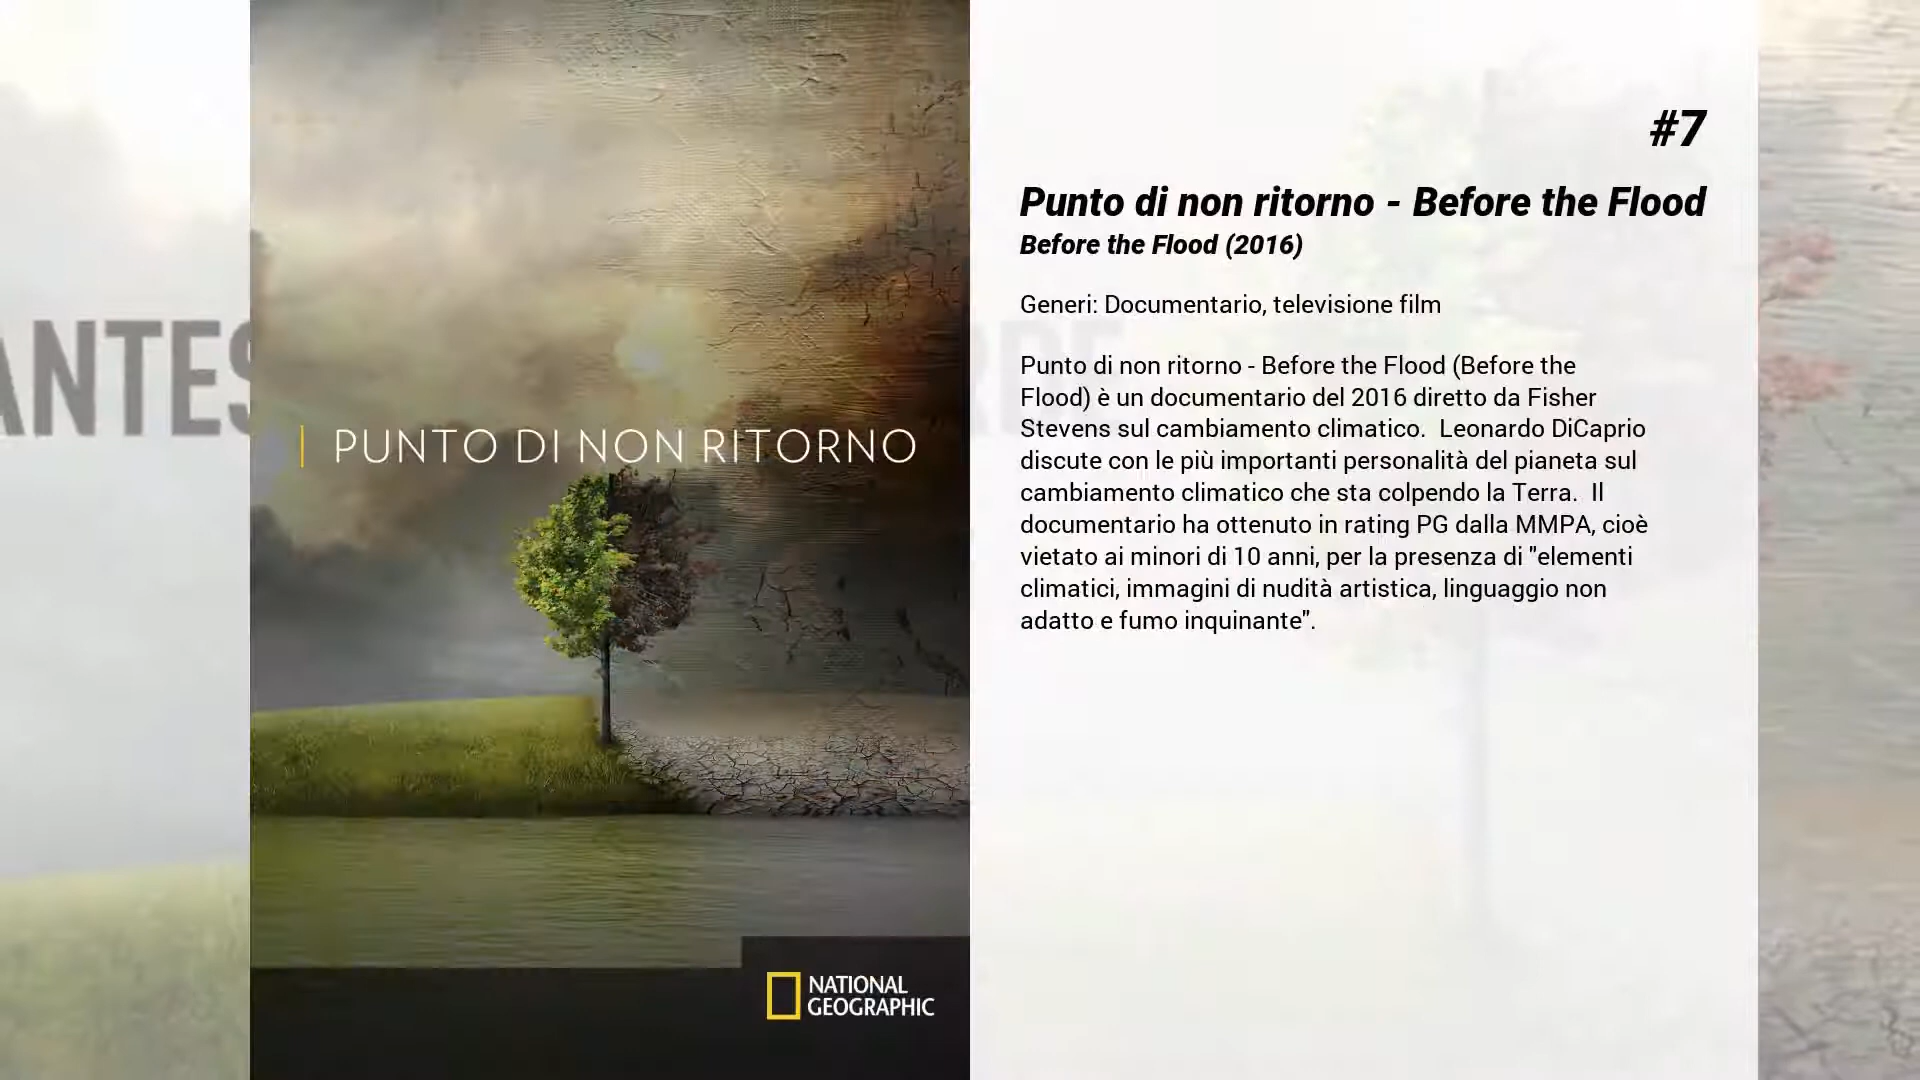 #7
Punto di non ritorno - Before the Flood
Before the Flood (2016)
Generi: Documentario, televisione film
Punto di non ritorno - Before the Flood (Before the
Flood) è un documentario del 2016 diretto da Fisher
Stevens sul cambiamento climatico.  Leonardo DiCaprio
discute con le più importanti personalità del pianeta sul
cambiamento climatico che sta colpendo la Terra.  Il
documentario ha ottenuto in rating PG dalla MMPA, cioè
vietato ai minori di 10 anni, per la presenza di "elementi
climatici, immagini di nudità artistica, linguaggio non
adatto e fumo inquinante".
ANTES
PUNTO DI NON RITORNO
NATIONAL
GEOGRAPHIC